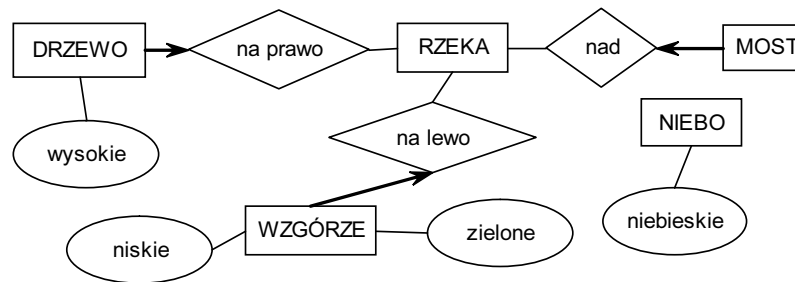 DRZEWO
na prawo
RZEKA
nad
MOST
wysokie
na lewo
NIEBO
niskie
WZGÓRZE
zielone
niebieskie